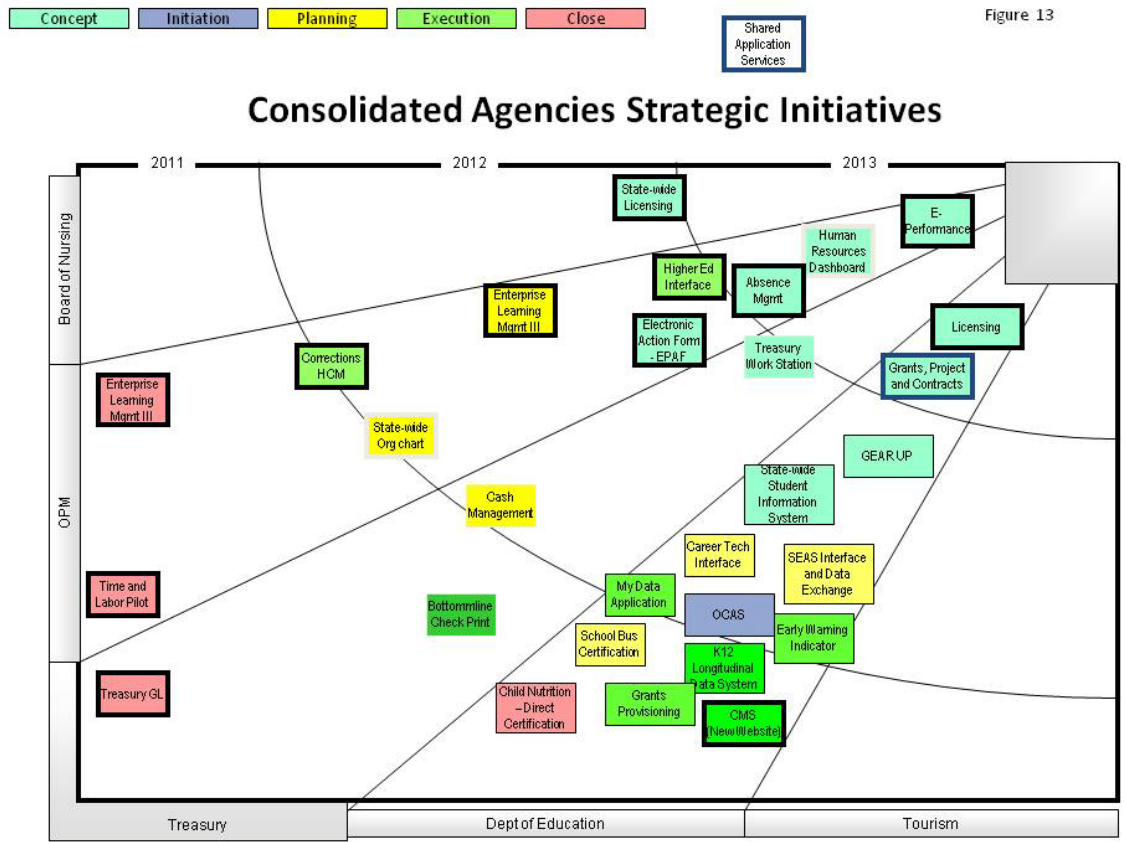 Concept
Initiation
Planning
Execution
Close
Figure 13
Shared
Application
Services
Consolidated Agencies Strategic Initiatives
2011
2012
2013
Board of Nursing
OPM
Treasury
Dept of Education
Tourism
State-wide
Licensing
E-
Performance
Human
Resources
Dashboard
Higher Ed
Interface
Absence
Mgmt
Enterprise
Learning
Mgmt III
Electronic
Action Form
- EPAF
Licensing
Treasury
Work Station
Corrections
HCM
Grants, Project
and Contracts
Enterprise
Learning
Mgmt III
State-wide
Org chart
GEAR UP
State-wide
Student
Information
System
Cash
Management
Career Tech
Interface
SEAS Interface
and Data
Exchange
Time and
Labor Pilot
My Data
Application
Bottommline
Check Print
OCAS
Early Warning
Indicator
School Bus
Certification
K12
Longitudinal
Data System
Treasury GL
Child Nutrition
– Direct
Certification
Grants
Provisioning
CMS
(New Website)